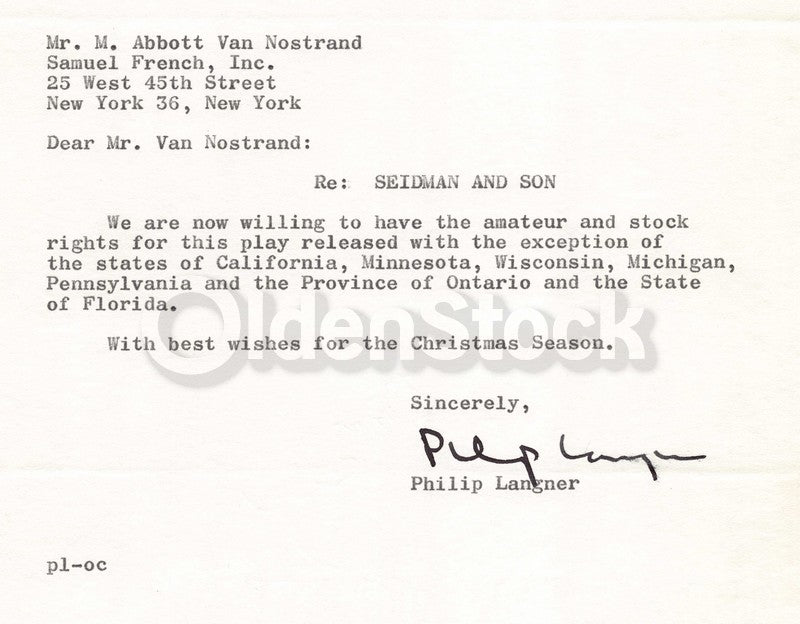 Mr. M. Abbott Van Nostrand
Samuel French, Inc.
25 West 45th Street
New York 36, New York
Dear Mr. Van Nostrand:
Re: SEIDMAN AND SON
We are now willing to have the amateur and stock
rights for this play released with the exception of
the states of California, Minnesota, Wisconsin, Michigan,
Pennsylvania and the Province of Ontario and the State
of Florida.
OldenStock
With best wishes for the Christmas Season.
Sincerely,
Philip Langner
Philip Langner
pl-oc